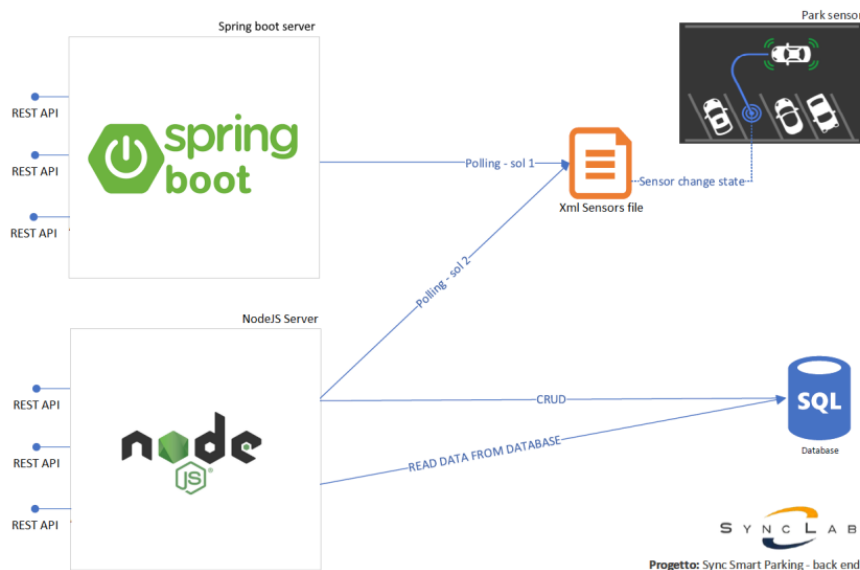 Spring boot server
Park sensor
REST API
REST API
REST API
spring
boot
Polling - sol 1
Sensor change state
Xml Sensors file
Polling - sol 2
NodeJS Server
REST API
REST API
REST API
node
JS
CRUD
READ DATA FROM DATABASE
SQL
Database
SYNC LAB
Progetto: Sync Smart Parking - back end